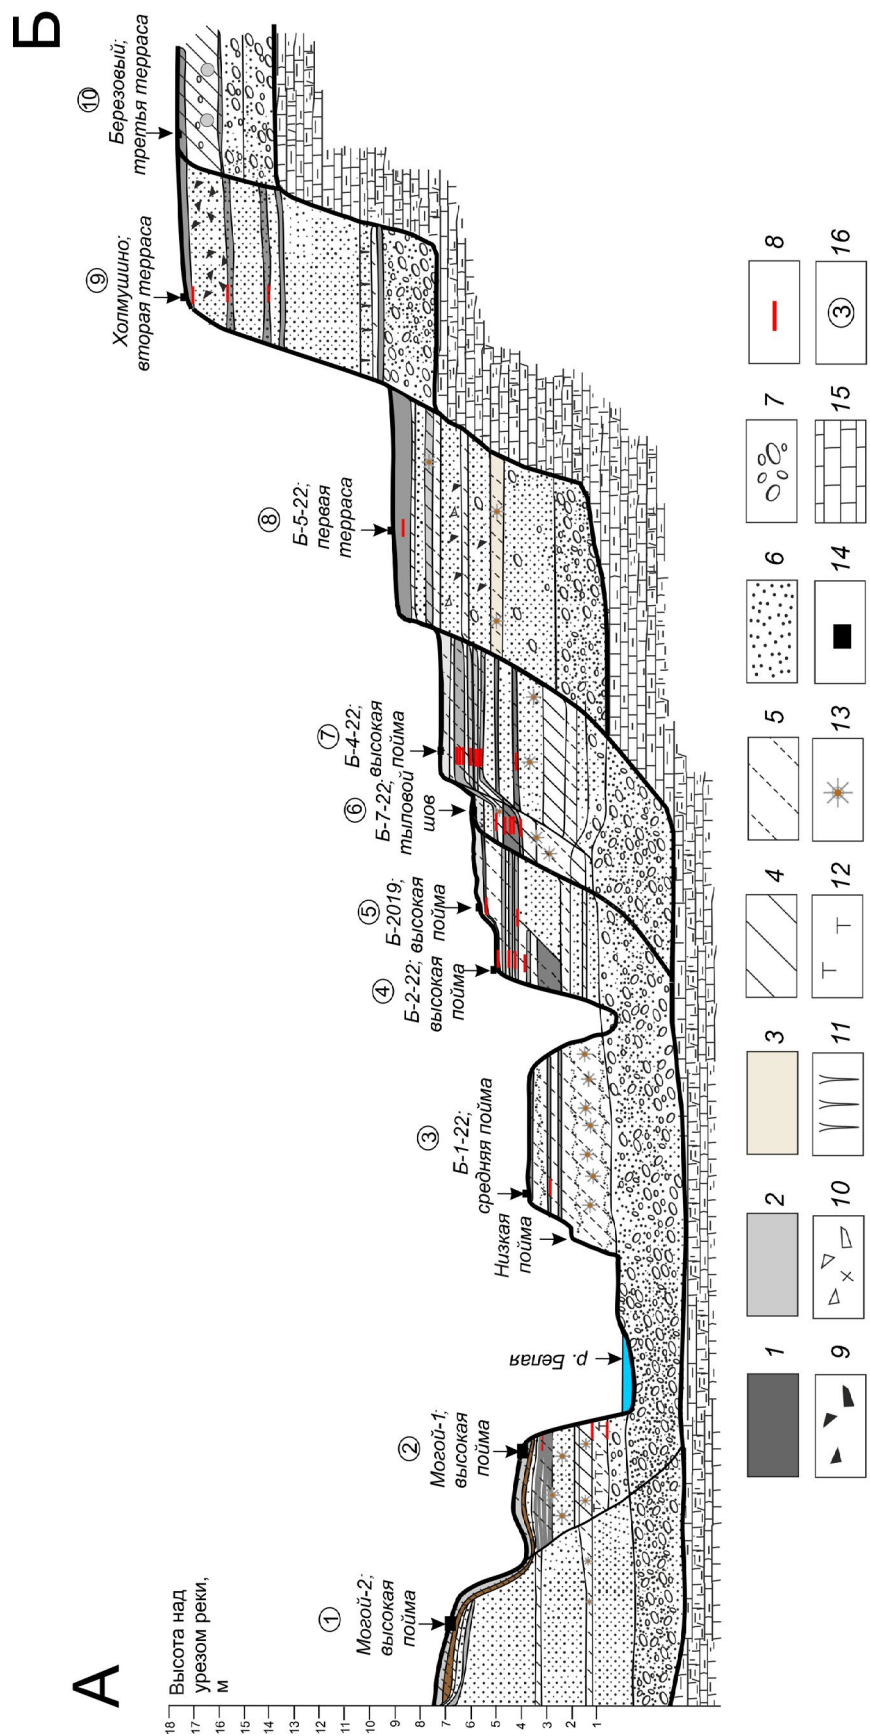 А
Б
Высота над
урезом реки,
м
18
17
16
15
14
13
12
11
10
9
8
7
6
5
4
3
2
1
1
Могой-2;
высокая
пойма
2
Могой-1;
высокая
пойма
р. Белая
Низкая
пойма
3
Б-1-22;
средняя пойма
4
Б-2-22;
высокая
пойма
5
Б-2019;
высокая
пойма
6
Б-7-22;
тыловой
шов
7
Б-4-22;
высокая
пойма
8
Б-5-22;
первая
терраса
9
Холмушино;
вторая терраса
10
Березовый;
третья терраса
1
2
3
4
5
6
7
8
9
10
11
12
13
14
15
16
3